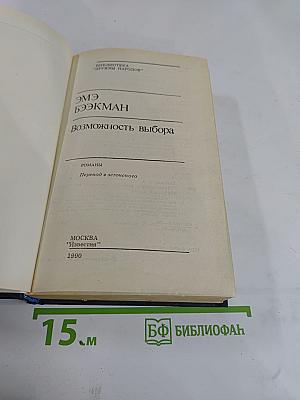 БИБЛИОТЕКА
"ДРУЖБЫ НАРОДОВ"
ЭМЭ
БЭЭКМАН
Возможность выбора
РОМАНЫ
Перевод с эстонского
МОСКВА
"Известия"
1990
15.м
БФ БИБЛИОФАН